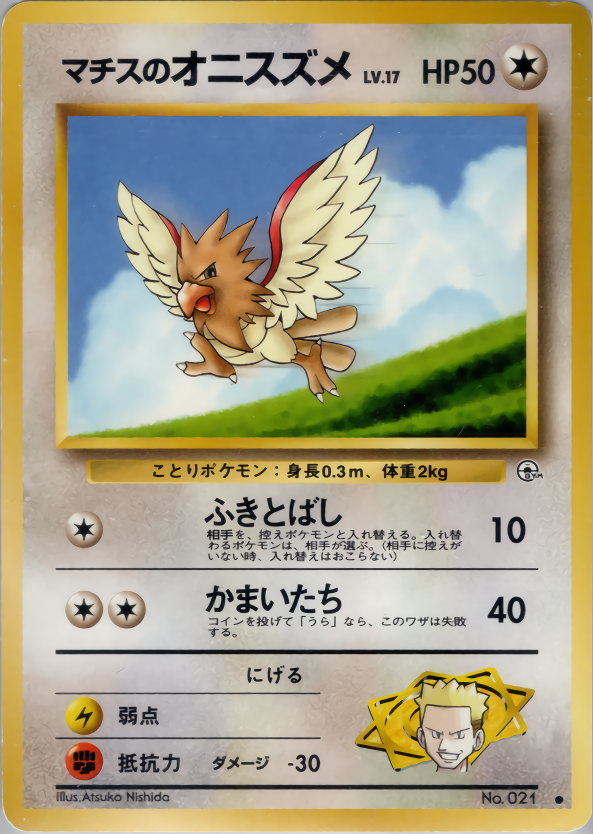 マチスのオニスズメ LV.17 HP50
ことりポケモン：身長0.3m、体重2kg
GYM
ふきとばし 10
相手を、控えポケモンと入れ替える。入れ替
わるポケモンは、相手が選ぶ。（相手に控えが
いない時、入れ替えはおこらない）
かまいたち 40
コインを投げて「うら」なら、このワザは失敗
する。
にげる
弱点
抵抗力 ダメージ -30
Illus.Atsuko Nishida
No.021